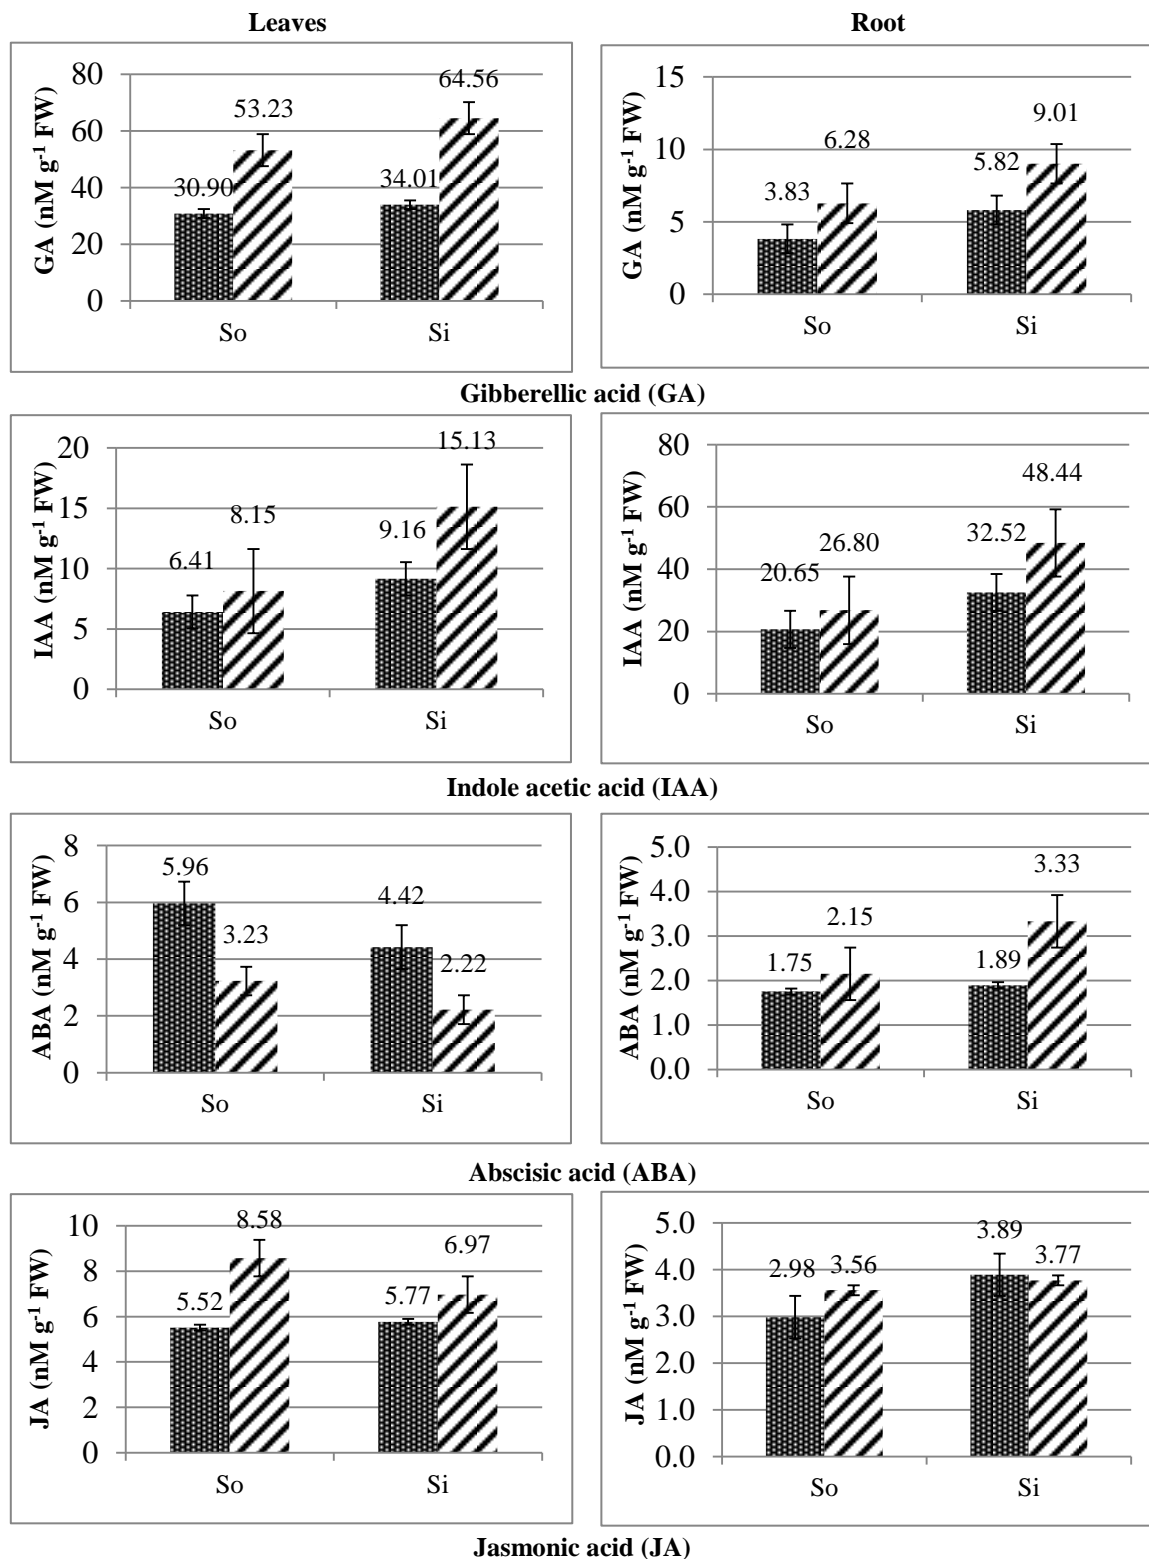 Leaves
Root
GA (nM g-1 FW)
80
60
40
20
0
30.90
53.23
34.01
64.56
So
Si
GA (nM g-1 FW)
15
10
5
0
3.83
6.28
5.82
9.01
So
Si
Gibberellic acid (GA)
IAA (nM g-1 FW)
20
15
10
5
0
6.41
8.15
9.16
15.13
So
Si
IAA (nM g-1 FW)
80
60
40
20
0
20.65
26.80
32.52
48.44
So
Si
Indole acetic acid (IAA)
ABA (nM g-1 FW)
8
6
4
2
0
5.96
3.23
4.42
2.22
So
Si
ABA (nM g-1 FW)
5.0
4.0
3.0
2.0
1.0
0.0
1.75
2.15
1.89
3.33
So
Si
Abscisic acid (ABA)
JA (nM g-1 FW)
10
8
6
4
2
0
5.52
8.58
5.77
6.97
So
Si
JA (nM g-1 FW)
5.0
4.0
3.0
2.0
1.0
0.0
2.98
3.56
3.89
3.77
So
Si
Jasmonic acid (JA)